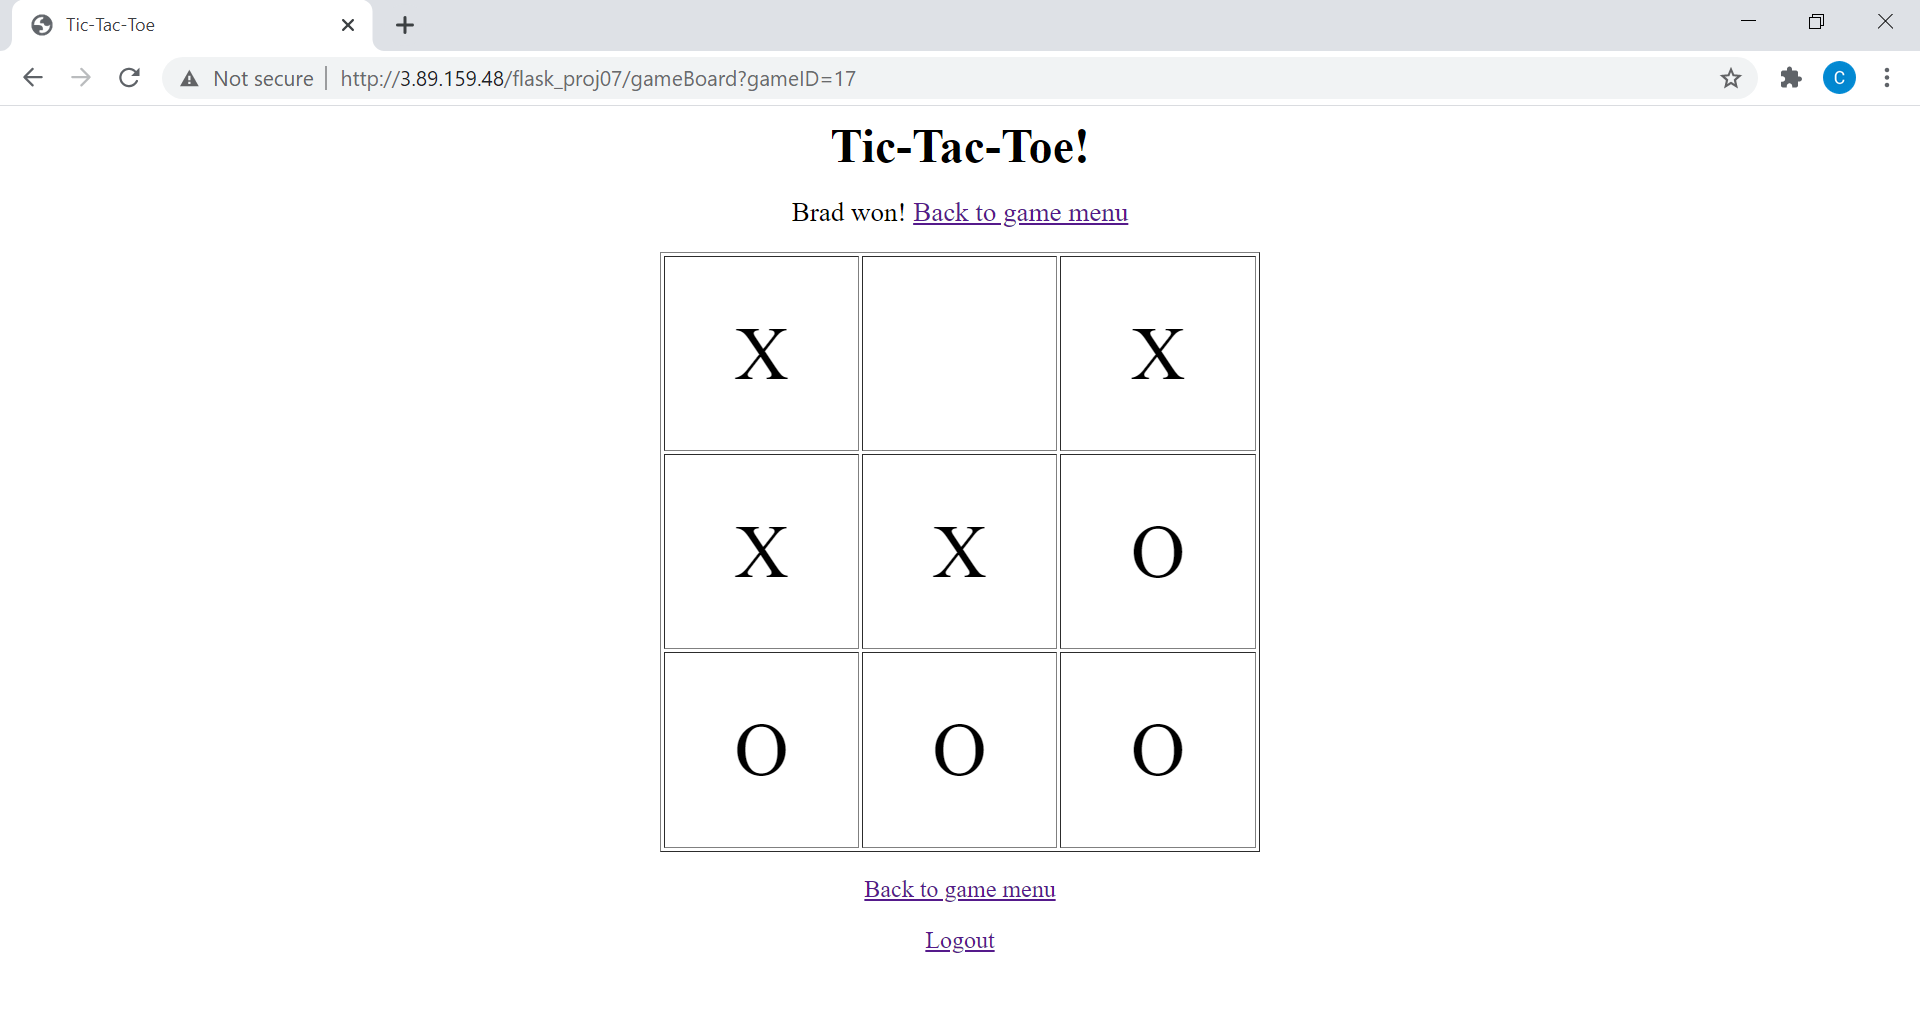 Tic-Tac-Toe
Not secure | http://3.89.159.48/flask_proj07/gameBoard?gameID=17
C
Tic-Tac-Toe!
Brad won! Back to game menu
X X
X X O
O O O
Back to game menu
Logout